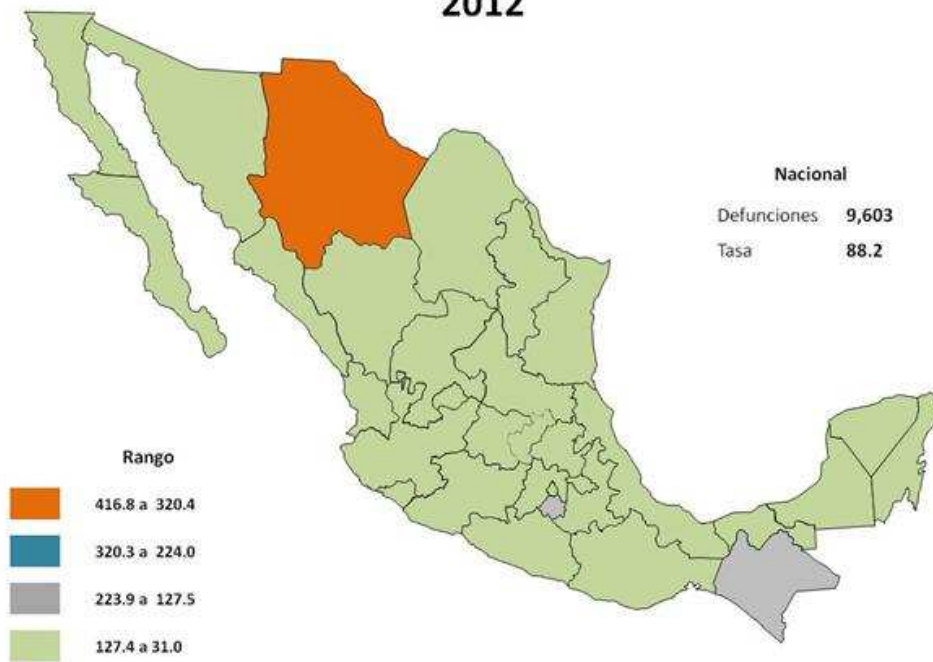 2012
Nacional
Defunciones 9,603
Tasa 88.2
Rango
416.8 a 320.4
320.3 a 224.0
223.9 a 127.5
127.4 a 31.0